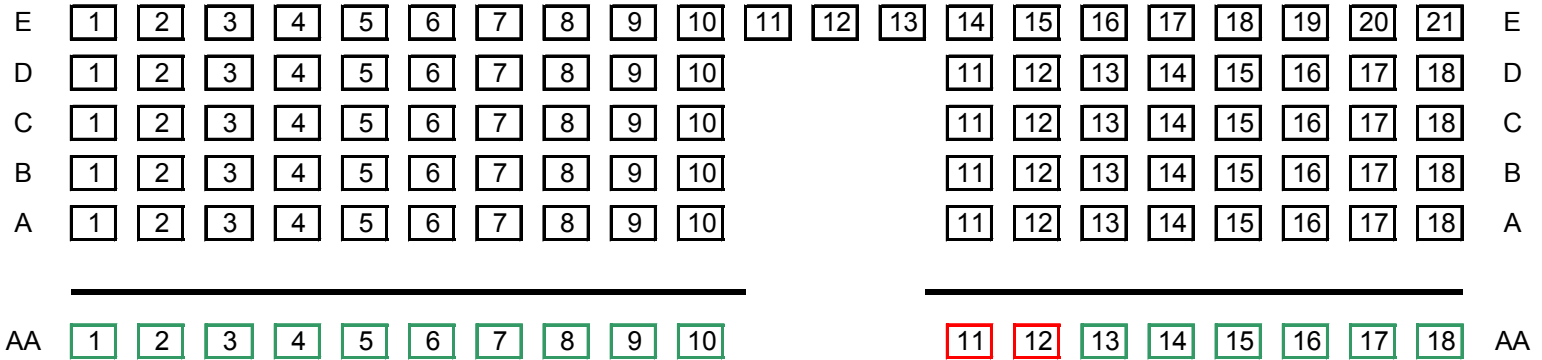 E 1 2 3 4 5 6 7 8 9 10 11 12 13 14 15 16 17 18 19 20 21 E
D 1 2 3 4 5 6 7 8 9 10 11 12 13 14 15 16 17 18 D
C 1 2 3 4 5 6 7 8 9 10 11 12 13 14 15 16 17 18 C
B 1 2 3 4 5 6 7 8 9 10 11 12 13 14 15 16 17 18 B
A 1 2 3 4 5 6 7 8 9 10 11 12 13 14 15 16 17 18 A
AA 1 2 3 4 5 6 7 8 9 10 11 12 13 14 15 16 17 18 AA